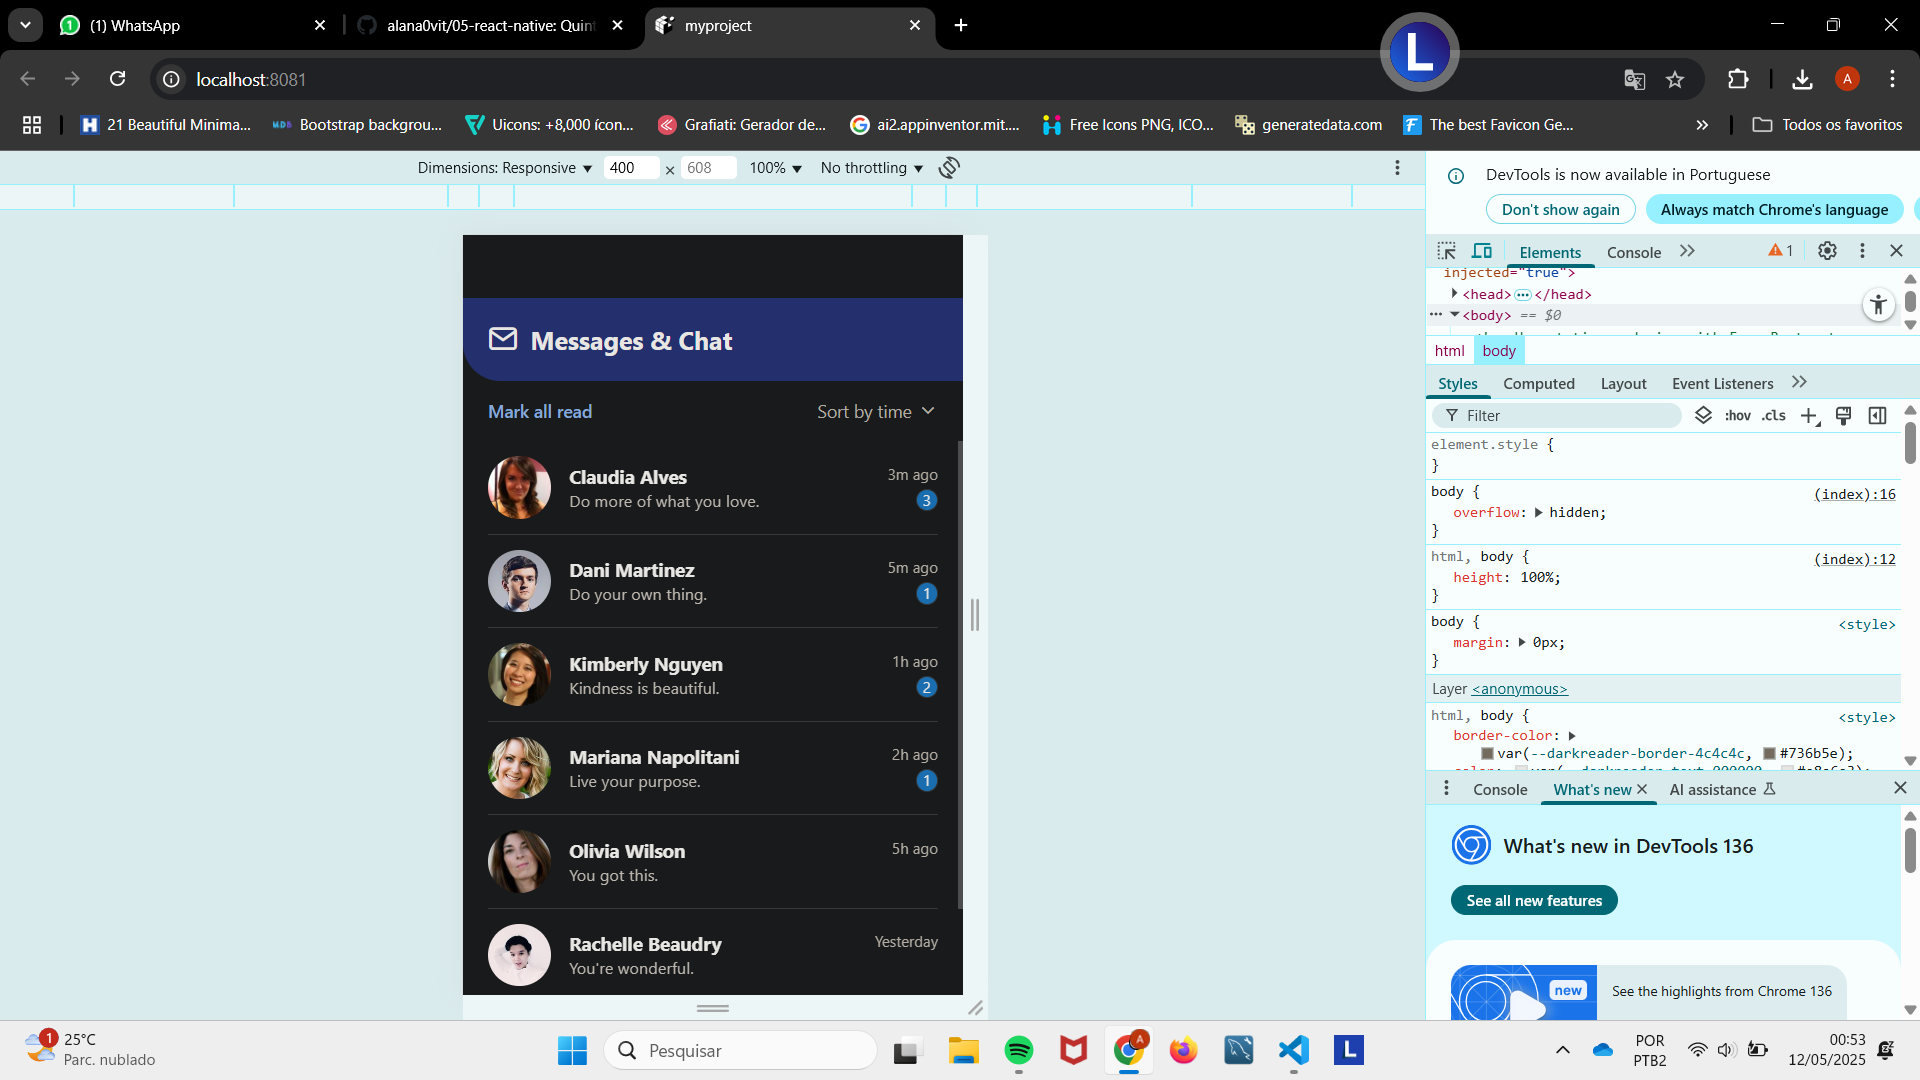 (1) WhatsApp
alana0vit/05-react-native: Quint
myproject
L
localhost:8081
A
21 Beautiful Minima...
Bootstrap backgrou...
Uicons: +8,000 ícon...
Grafiati: Gerador de...
ai2.appinventor.mit....
Free Icons PNG, ICO...
generatedata.com
The best Favicon Ge...
Todos os favoritos
Dimensions: Responsive
400
×
608
100%
No throttling
DevTools is now available in Portuguese
Don't show again
Always match Chrome's language
Elements
Console
1
injected="true">
<head>
</head>
<body> == $0
html
body
Styles
Computed
Layout
Event Listeners
Filter
:hov
.cls
element.style {
}
body {
(index):16
overflow: hidden;
}
html, body {
(index):12
height: 100%;
}
body {
<style>
margin: 0px;
}
Layer <anonymous>
html, body {
<style>
border-color:
var(--darkreader-border-4c4c4c, #736b5e);
Console
What's new
AI assistance
What's new in DevTools 136
See all new features
new
See the highlights from Chrome 136
Messages & Chat
Mark all read
Sort by time
Claudia Alves
3m ago
Do more of what you love.
3
Dani Martinez
5m ago
Do your own thing.
1
Kimberly Nguyen
1h ago
Kindness is beautiful.
2
Mariana Napolitani
2h ago
Live your purpose.
1
Olivia Wilson
5h ago
You got this.
Rachelle Beaudry
Yesterday
You're wonderful.
1
25°C
Parc. nublado
Pesquisar
A
L
POR
PTB2
00:53
12/05/2025